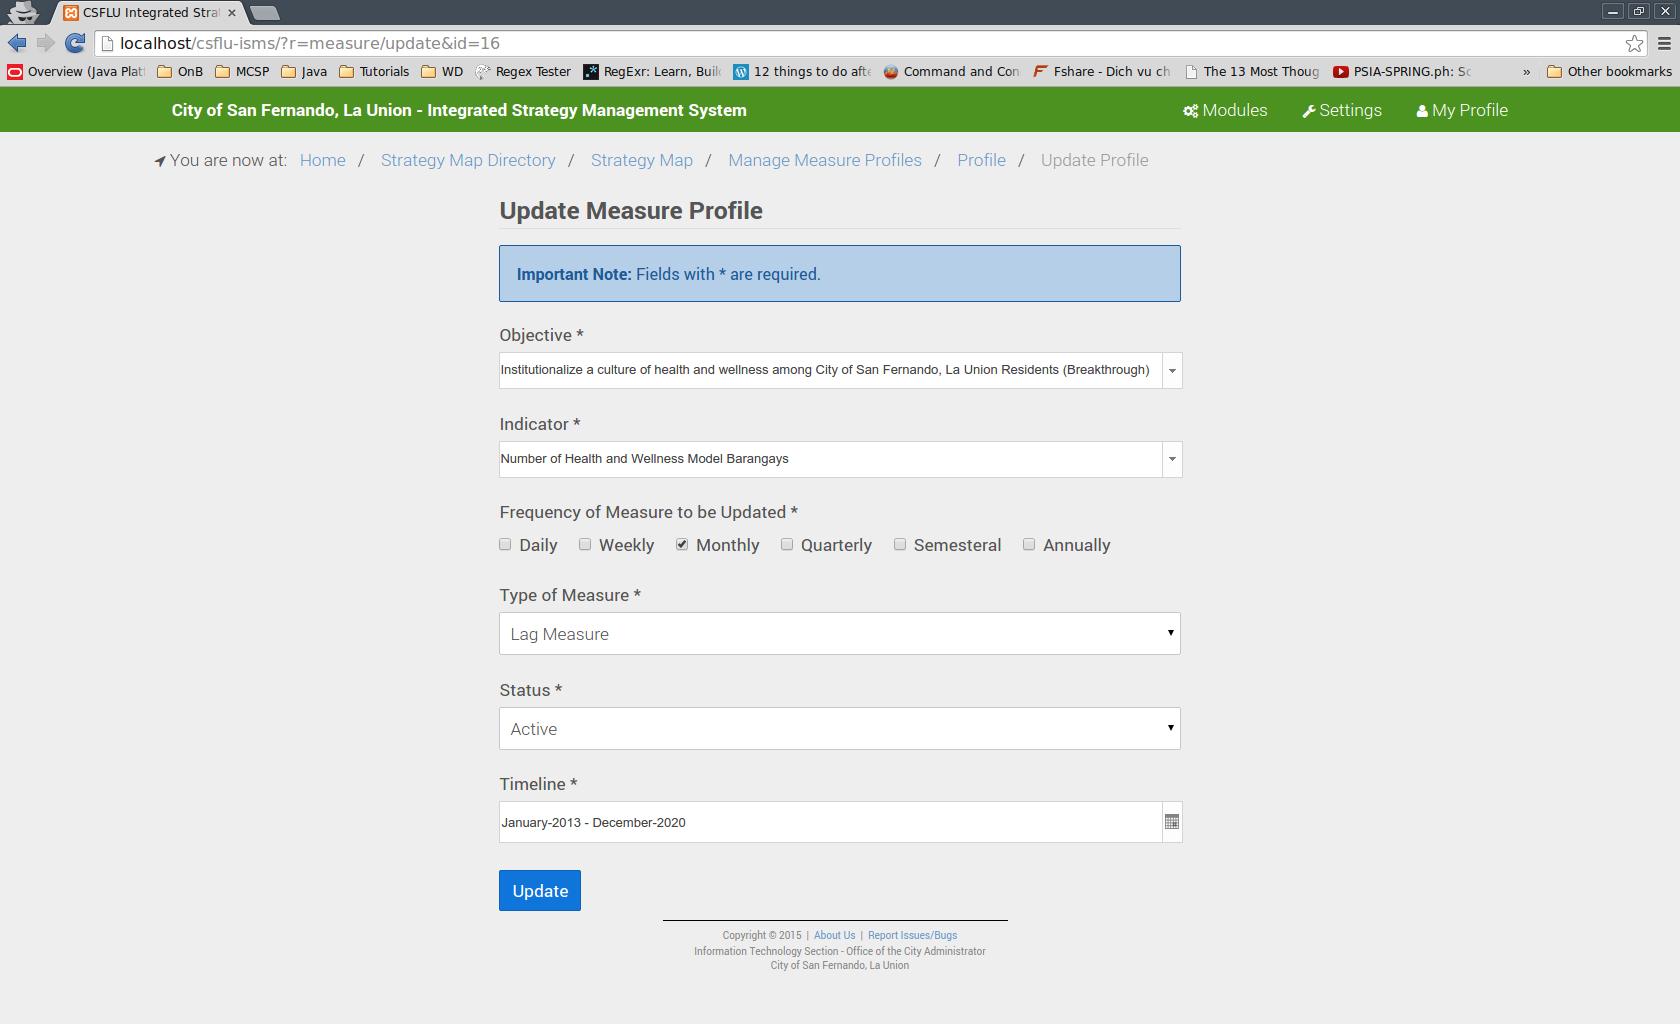 CSFLU Integrated Stra
localhost/csflu-isms/?r=measure/update&id=16
Overview (Java Plat OnB MCSP Java Tutorials WD Regex Tester RegExr: Learn, Buil 12 things to do afte Command and Con Fshare - Dich vu ch The 13 Most Thoug PSIA-SPRING.ph: Sc » Other bookmarks
City of San Fernando, La Union - Integrated Strategy Management System Modules Settings My Profile
You are now at: Home / Strategy Map Directory / Strategy Map / Manage Measure Profiles / Profile / Update Profile
Update Measure Profile
Important Note: Fields with * are required.
Objective *
Institutionalize a culture of health and wellness among City of San Fernando, La Union Residents (Breakthrough)
Indicator *
Number of Health and Wellness Model Barangays
Frequency of Measure to be Updated *
Daily Weekly Monthly Quarterly Semesteral Annually
Type of Measure *
Lag Measure
Status *
Active
Timeline *
January-2013 - December-2020
Update
Copyright © 2015 | About Us | Report Issues/Bugs
Information Technology Section - Office of the City Administrator
City of San Fernando, La Union